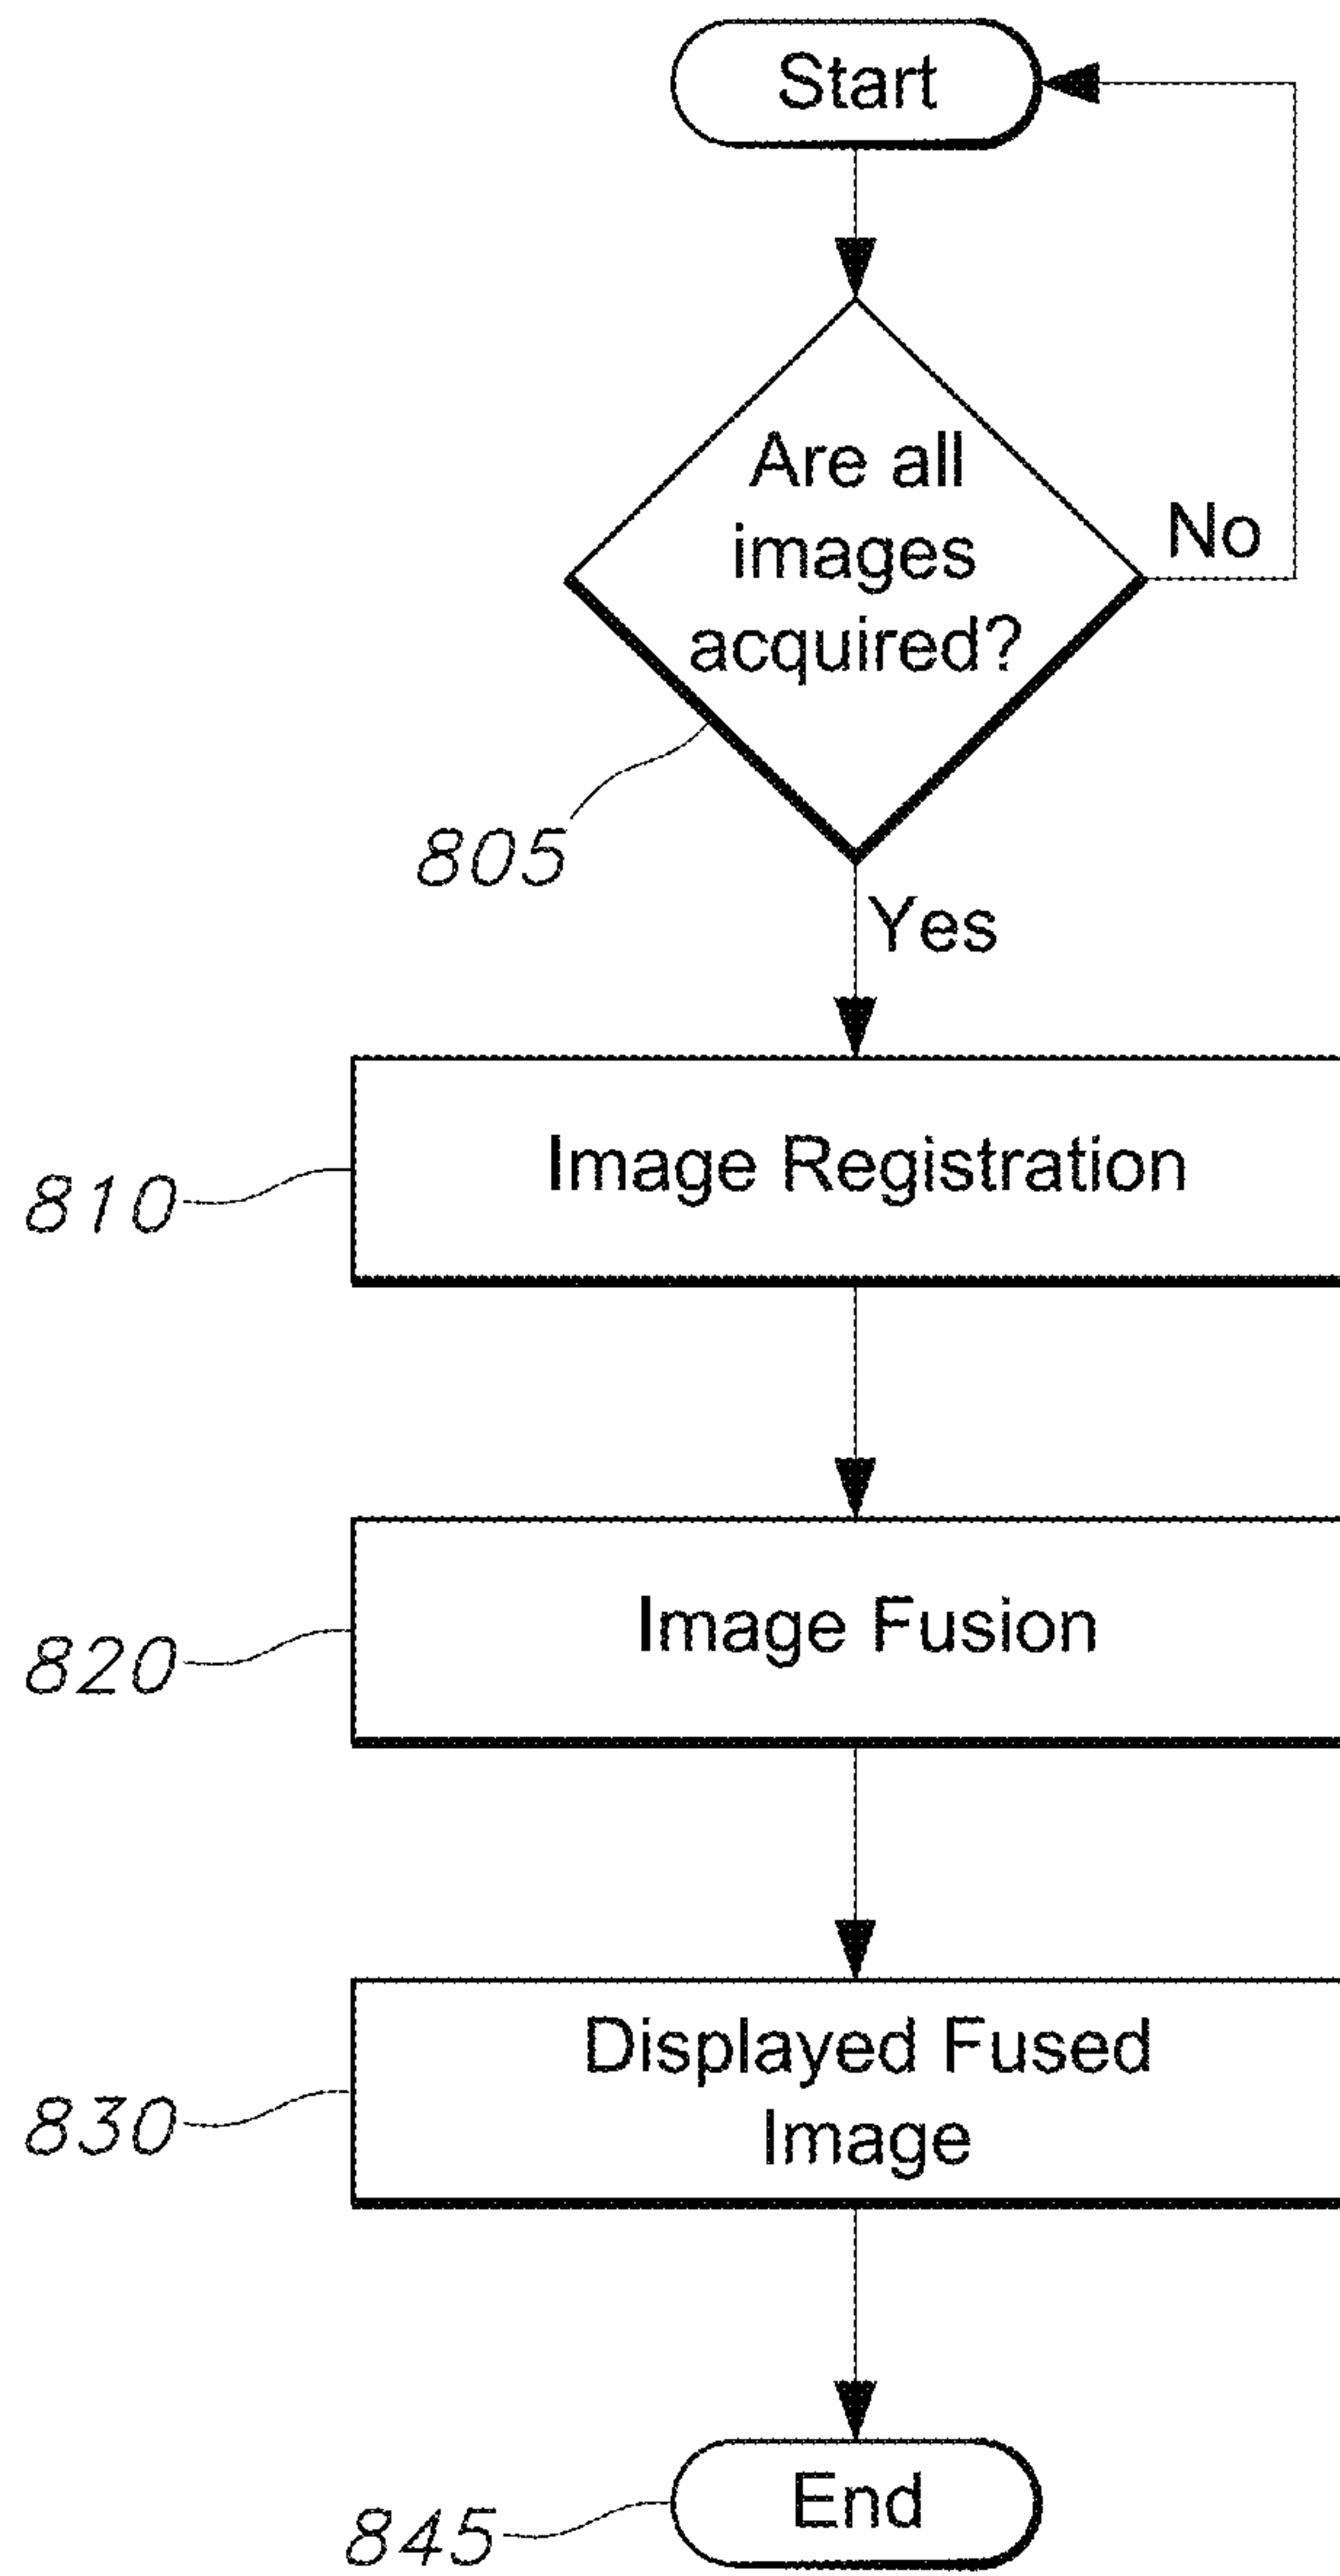 Start
Are all
images
acquired?
No
805
Yes
Image Registration
810
Image Fusion
820
Displayed Fused
Image
830
End
845